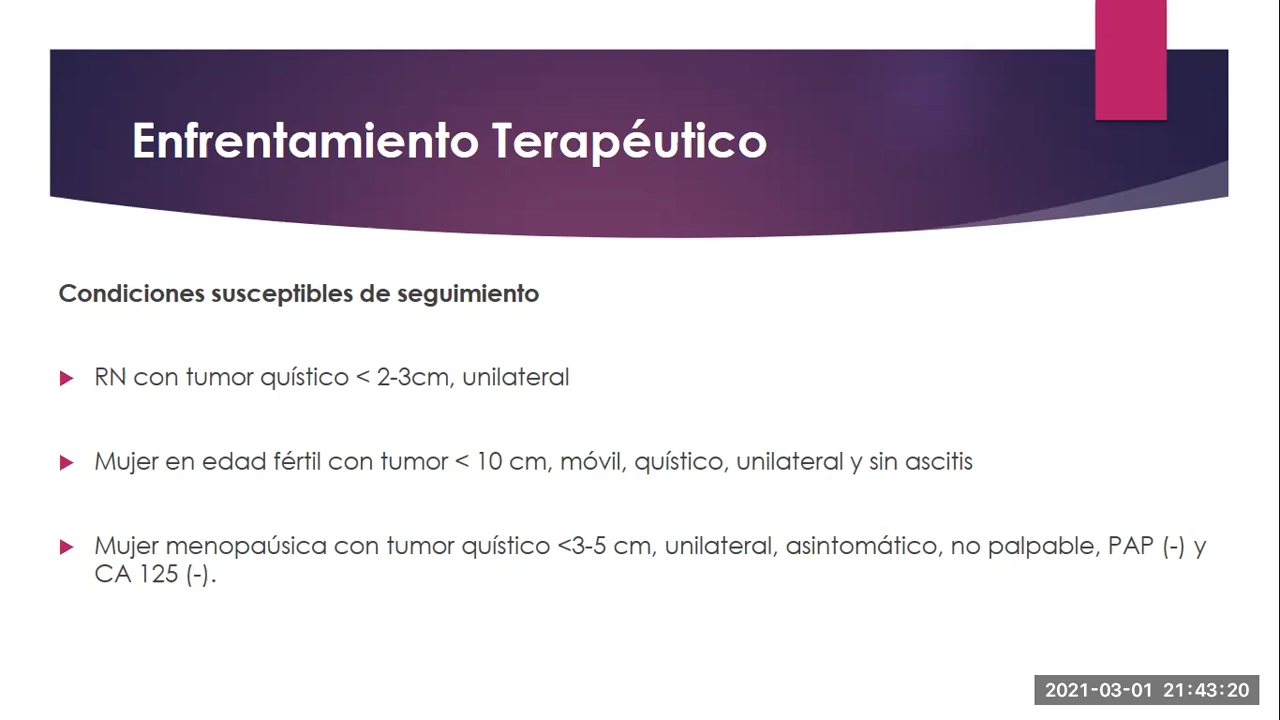 Enfrentamiento Terapéutico
Condiciones susceptibles de seguimiento
RN con tumor quístico < 2-3cm, unilateral
Mujer en edad fértil con tumor < 10 cm, móvil, quístico, unilateral y sin ascitis
Mujer menopaúsica con tumor quístico <3-5 cm, unilateral, asintomático, no palpable, PAP (-) y
CA 125 (-).
2021-03-01 21:43:20